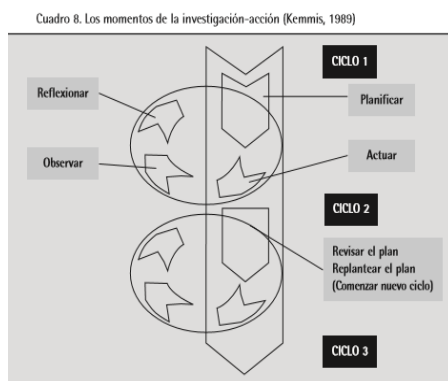 Cuadro 8. Los momentos de la investigación-acción (Kemmis, 1989)
CICLO 1
Reflexionar
Planificar
Observar
Actuar
CICLO 2
Revisar el plan
Replantear el plan
(Comenzar nuevo ciclo)
CICLO 3